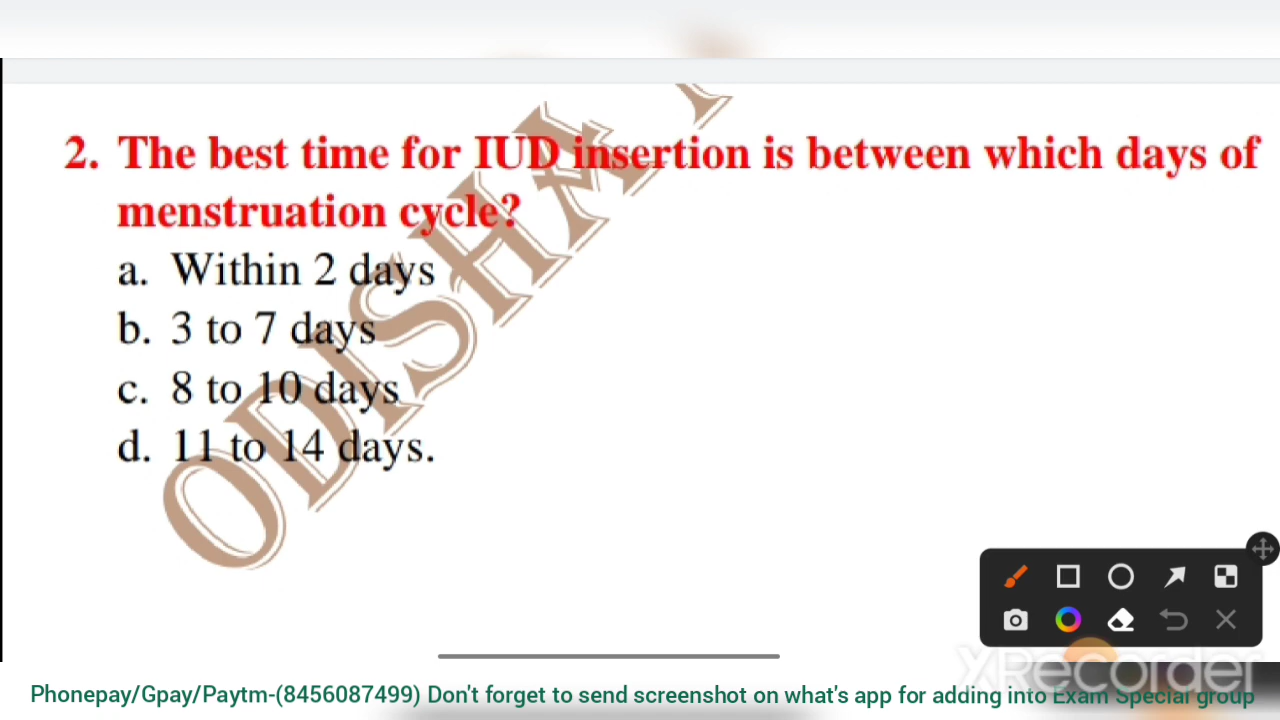 2. The best time for IUD insertion is between which days of
menstruation cycle?
a. Within 2 days
b. 3 to 7 days
c. 8 to 10 days
d. 11 to 14 days.
XRecorder
Phonepay/Gpay/Paytm-(8456087499) Don't forget to send screenshot on what's app for adding into Exam Special group